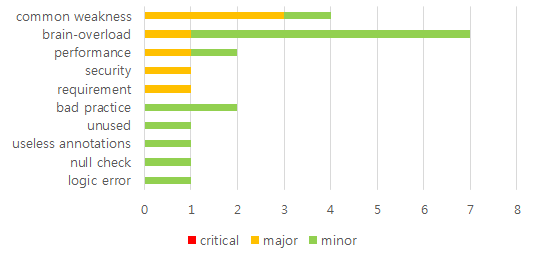 common weakness
brain-overload
performance
security
requirement
bad practice
unused
useless annotations
null check
logic error
0 1 2 3 4 5 6 7 8
critical major minor